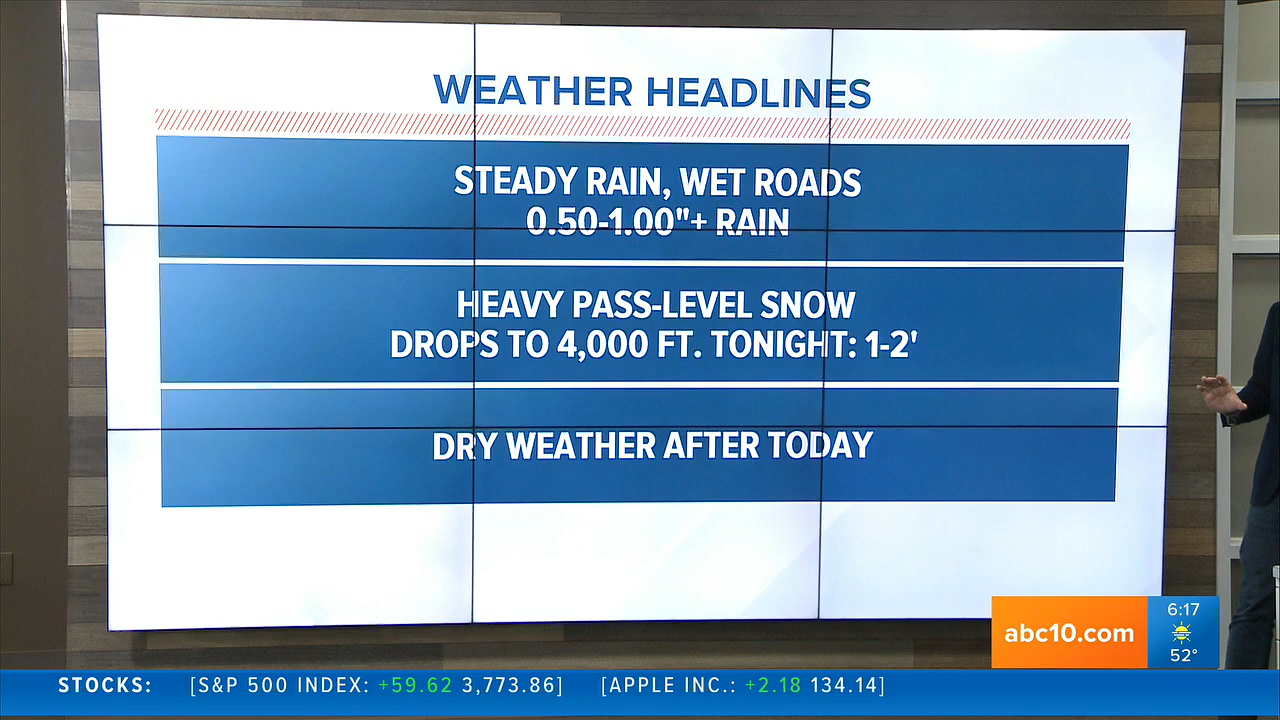 WEATHER HEADLINES
STEADY RAIN, WET ROADS
0.50-1.00"+ RAIN
HEAVY PASS-LEVEL SNOW
DROPS TO 4,000 FT. TONIGHT: 1-2'
DRY WEATHER AFTER TODAY
abc10.com
6:17
52°
STOCKS: [S&P 500 INDEX: +59.62 3,773.86] [APPLE INC.: +2.18 134.14]